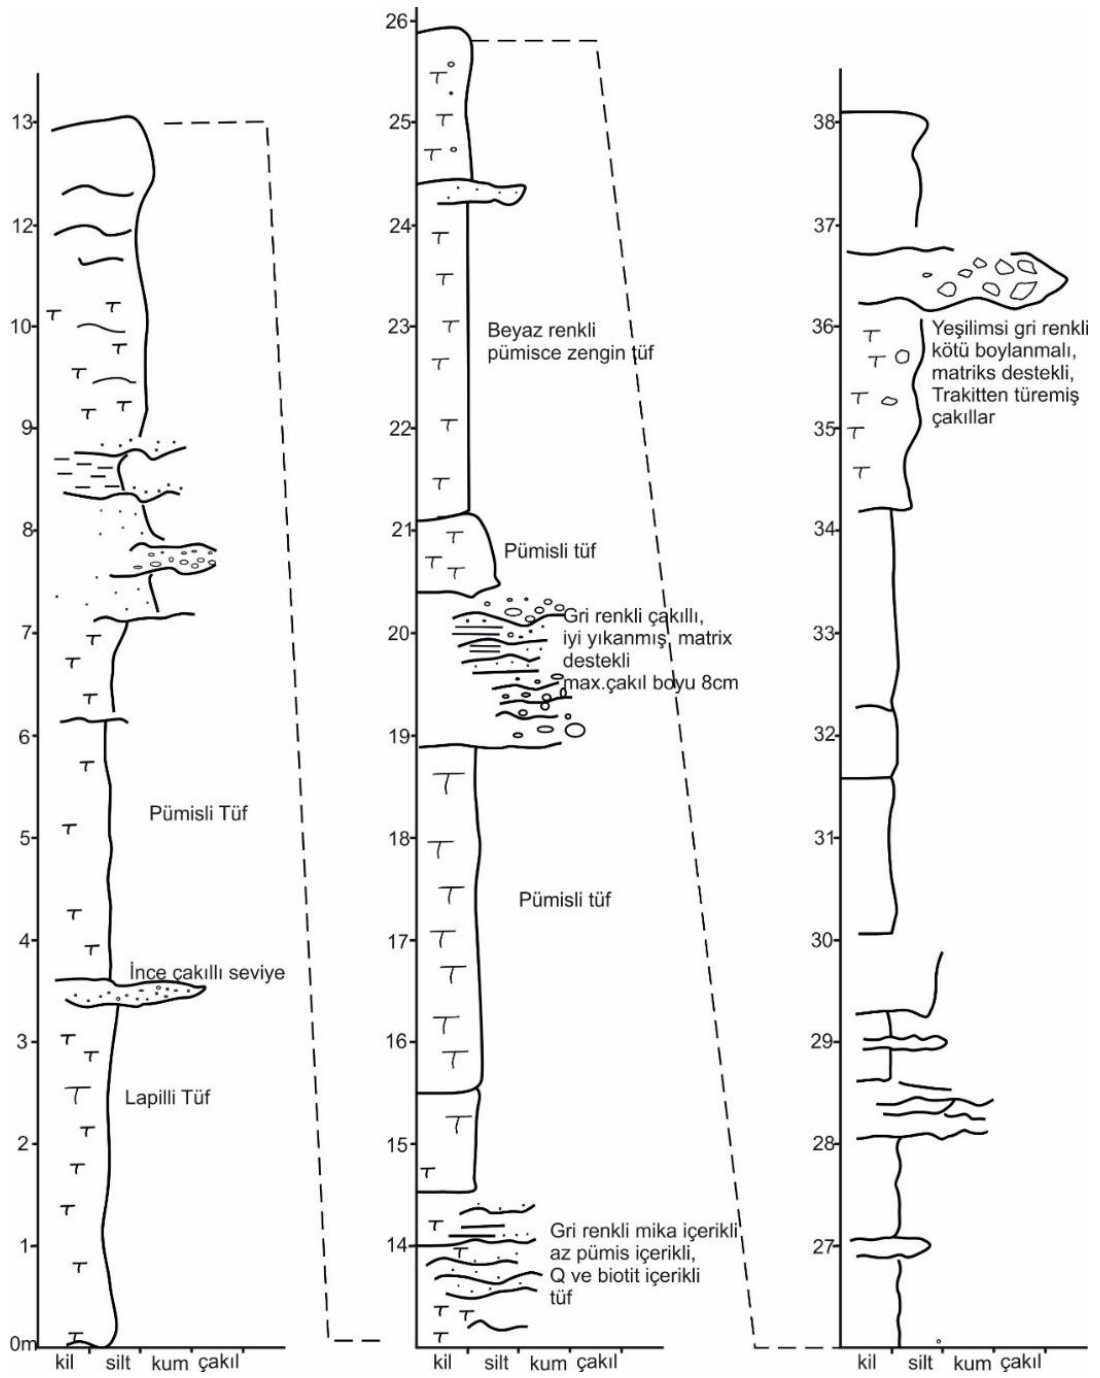 13
12
10
9
8
7
6
5
4
3
2
1
0m
Pümisli Tüf
İnce çakıllı seviye
Lapilli Tüf
kil silt kum çakıl
26
25
24
23
22
21
20
19
18
17
16
15
14
Beyaz renkli
pümisce zengin tüf
Pümisli tüf
Gri renkli çakıllı,
iyi yıkanmış, matrix
destekli
max.çakıl boyu 8cm
Pümisli tüf
Gri renkli mika içerikli
az pümis içerikli,
Q ve biotit içerikli
tüf
kil silt kum çakıl
38
37
36
35
34
33
32
31
30
29
28
27
Yeşilimsi gri renkli
kötü boylanmalı,
matriks destekli,
Trakitten türemiş
çakıllar
kil silt kum çakıl